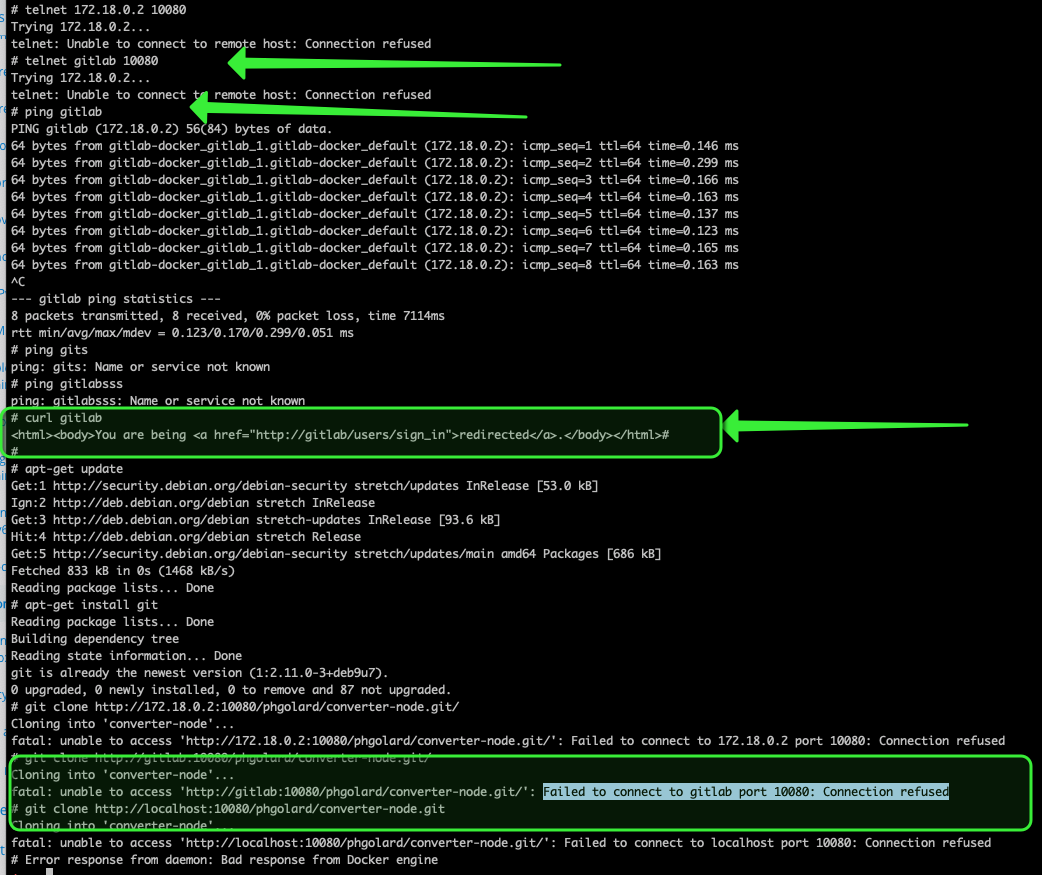 # telnet 172.18.0.2 10080
Trying 172.18.0.2...
telnet: Unable to connect to remote host: Connection refused
# telnet gitlab 10080
Trying 172.18.0.2...
telnet: Unable to connect to remote host: Connection refused
# ping gitlab
PING gitlab (172.18.0.2) 56(84) bytes of data.
64 bytes from gitlab-docker_gitlab_1.gitlab-docker_default (172.18.0.2): icmp_seq=1 ttl=64 time=0.146 ms
64 bytes from gitlab-docker_gitlab_1.gitlab-docker_default (172.18.0.2): icmp_seq=2 ttl=64 time=0.299 ms
64 bytes from gitlab-docker_gitlab_1.gitlab-docker_default (172.18.0.2): icmp_seq=3 ttl=64 time=0.166 ms
64 bytes from gitlab-docker_gitlab_1.gitlab-docker_default (172.18.0.2): icmp_seq=4 ttl=64 time=0.163 ms
64 bytes from gitlab-docker_gitlab_1.gitlab-docker_default (172.18.0.2): icmp_seq=5 ttl=64 time=0.137 ms
64 bytes from gitlab-docker_gitlab_1.gitlab-docker_default (172.18.0.2): icmp_seq=6 ttl=64 time=0.123 ms
64 bytes from gitlab-docker_gitlab_1.gitlab-docker_default (172.18.0.2): icmp_seq=7 ttl=64 time=0.165 ms
64 bytes from gitlab-docker_gitlab_1.gitlab-docker_default (172.18.0.2): icmp_seq=8 ttl=64 time=0.163 ms
^C
--- gitlab ping statistics ---
8 packets transmitted, 8 received, 0% packet loss, time 7114ms
rtt min/avg/max/mdev = 0.123/0.170/0.299/0.051 ms
# ping gits
ping: gits: Name or service not known
# ping gitlabsss
ping: gitlabsss: Name or service not known
# curl gitlab
<html><body>You are being <a href="http://gitlab/users/sign_in">redirected</a>.</body></html>#
#
# apt-get update
Get:1 http://security.debian.org/debian-security stretch/updates InRelease [53.0 kB]
Ign:2 http://deb.debian.org/debian stretch InRelease
Get:3 http://deb.debian.org/debian stretch-updates InRelease [93.6 kB]
Hit:4 http://deb.debian.org/debian stretch Release
Get:5 http://security.debian.org/debian-security stretch/updates/main amd64 Packages [686 kB]
Fetched 833 kB in 0s (1468 kB/s)
Reading package lists... Done
# apt-get install git
Reading package lists... Done
Building dependency tree
Reading state information... Done
git is already the newest version (1:2.11.0-3+deb9u7).
0 upgraded, 0 newly installed, 0 to remove and 87 not upgraded.
# git clone http://172.18.0.2:10080/phgolard/converter-node.git/
Cloning into 'converter-node'...
fatal: unable to access 'http://172.18.0.2:10080/phgolard/converter-node.git/': Failed to connect to 172.18.0.2 port 10080: Connection refused
# git clone http://gitlab:10080/phgolard/converter-node.git/
Cloning into 'converter-node'...
fatal: unable to access 'http://gitlab:10080/phgolard/converter-node.git/': Failed to connect to gitlab port 10080: Connection refused
# git clone http://localhost:10080/phgolard/converter-node.git
Cloning into 'converter-node'...
fatal: unable to access 'http://localhost:10080/phgolard/converter-node.git/': Failed to connect to localhost port 10080: Connection refused
# Error response from daemon: Bad response from Docker engine